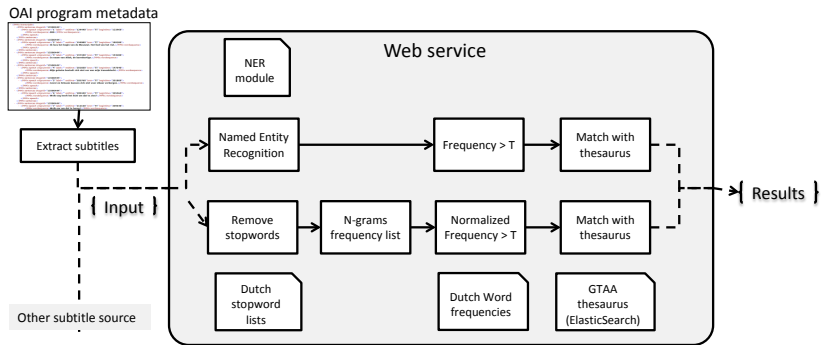 OAI program metadata
Web service
NER
module
Extract subtitles
Named Entity
Recognition
Frequency > T
Match with
thesaurus
{ Input }
{ Results }
Remove
stopwords
N-grams
frequency list
Normalized
Frequency > T
Match with
thesaurus
Dutch
stopword
lists
Dutch Word
frequencies
GTAA
thesaurus
(ElasticSearch)
Other subtitle source